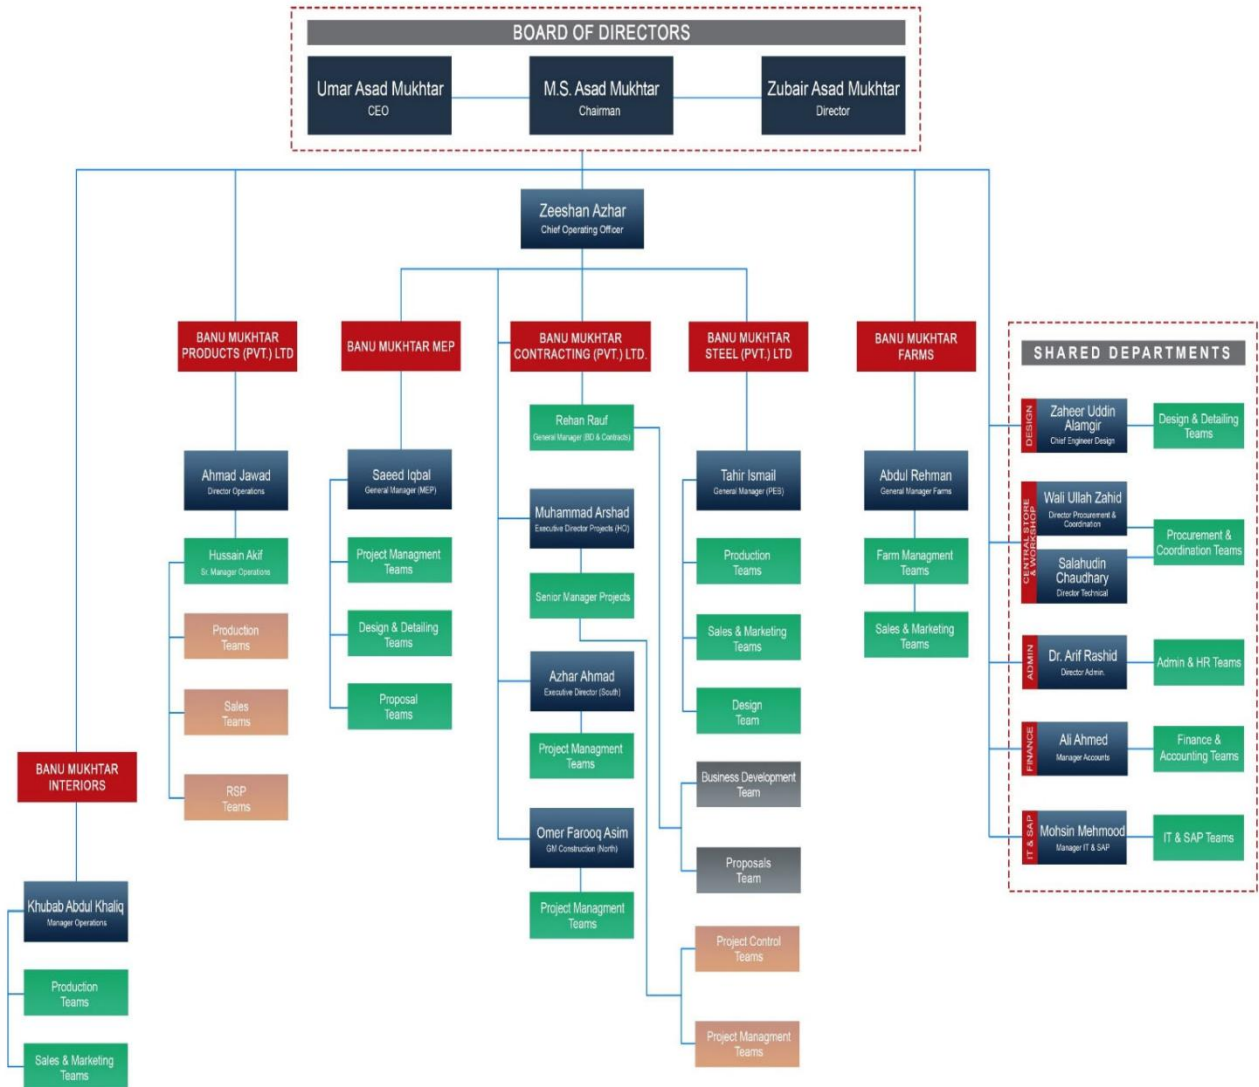 BOARD OF DIRECTORS
Umar Asad Mukhtar
CEO
M.S. Asad Mukhtar
Chairman
Zubair Asad Mukhtar
Director
Zeeshan Azhar
Chief Operating Officer
BANU MUKHTAR
PRODUCTS (PVT.) LTD
Ahmad Jawad
Director Operations
Hussain Akif
Sr. Manager Operations
Production
Teams
Sales
Teams
RSP
Teams
BANU MUKHTAR MEP
Saeed Iqbal
General Manager (MEP)
Project Managment
Teams
Design & Detailing
Teams
Proposal
Teams
BANU MUKHTAR
CONTRACTING (PVT.) LTD.
Rehan Rauf
General Manager (BD & Contracts)
Muhammad Arshad
Executive Director Projects (HO)
Senior Manager Projects
Azhar Ahmad
Executive Director (South)
Project Managment
Teams
Omer Farooq Asim
GM Construction (North)
Project Managment
Teams
BANU MUKHTAR
STEEL (PVT.) LTD
Tahir Ismail
General Manager (PEB)
Production
Teams
Sales & Marketing
Teams
Design
Team
Business Development
Team
Proposals
Team
Project Control
Teams
Project Managment
Teams
BANU MUKHTAR
FARMS
Abdul Rehman
General Manager Farms
Farm Managment
Teams
Sales & Marketing
Teams
BANU MUKHTAR
INTERIORS
Khubab Abdul Khaliq
Manager Operations
Production
Teams
Sales & Marketing
Teams
SHARED DEPARTMENTS
DESIGN
Zaheer Uddin
Alamgir
Chief Engineer Design
Design & Detailing
Teams
CENTRAL STORE
& WORKSHOP
Wali Ullah Zahid
Director Procurement &
Coordination
Salahudin
Chaudhary
Director Technical
Procurement &
Coordination Teams
ADMIN
Dr. Arif Rashid
Director Admin.
Admin & HR Teams
FINANCE
Ali Ahmed
Manager Accounts
Finance &
Accounting Teams
IT & SAP
Mohsin Mehmood
Manager IT & SAP
IT & SAP Teams